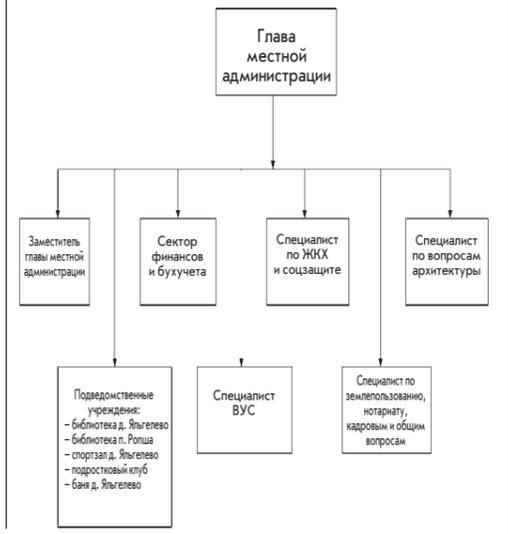 Глава
местной
администрации
Заместитель
главы местной
администрации
Сектор
финансов
и бухучета
Специалист
по ЖКХ
и соцзащите
Специалист
по вопросам
архитектуры
Подведомственные
учреждения:
– библиотека д. Яльгелево
– библиотека п. Ропша
– спортзал д. Яльгелево
– подростковый клуб
– баня д. Яльгелево
Специалист
ВУС
Специалист по
землепользованию,
нотариату,
кадровым и общим
вопросам